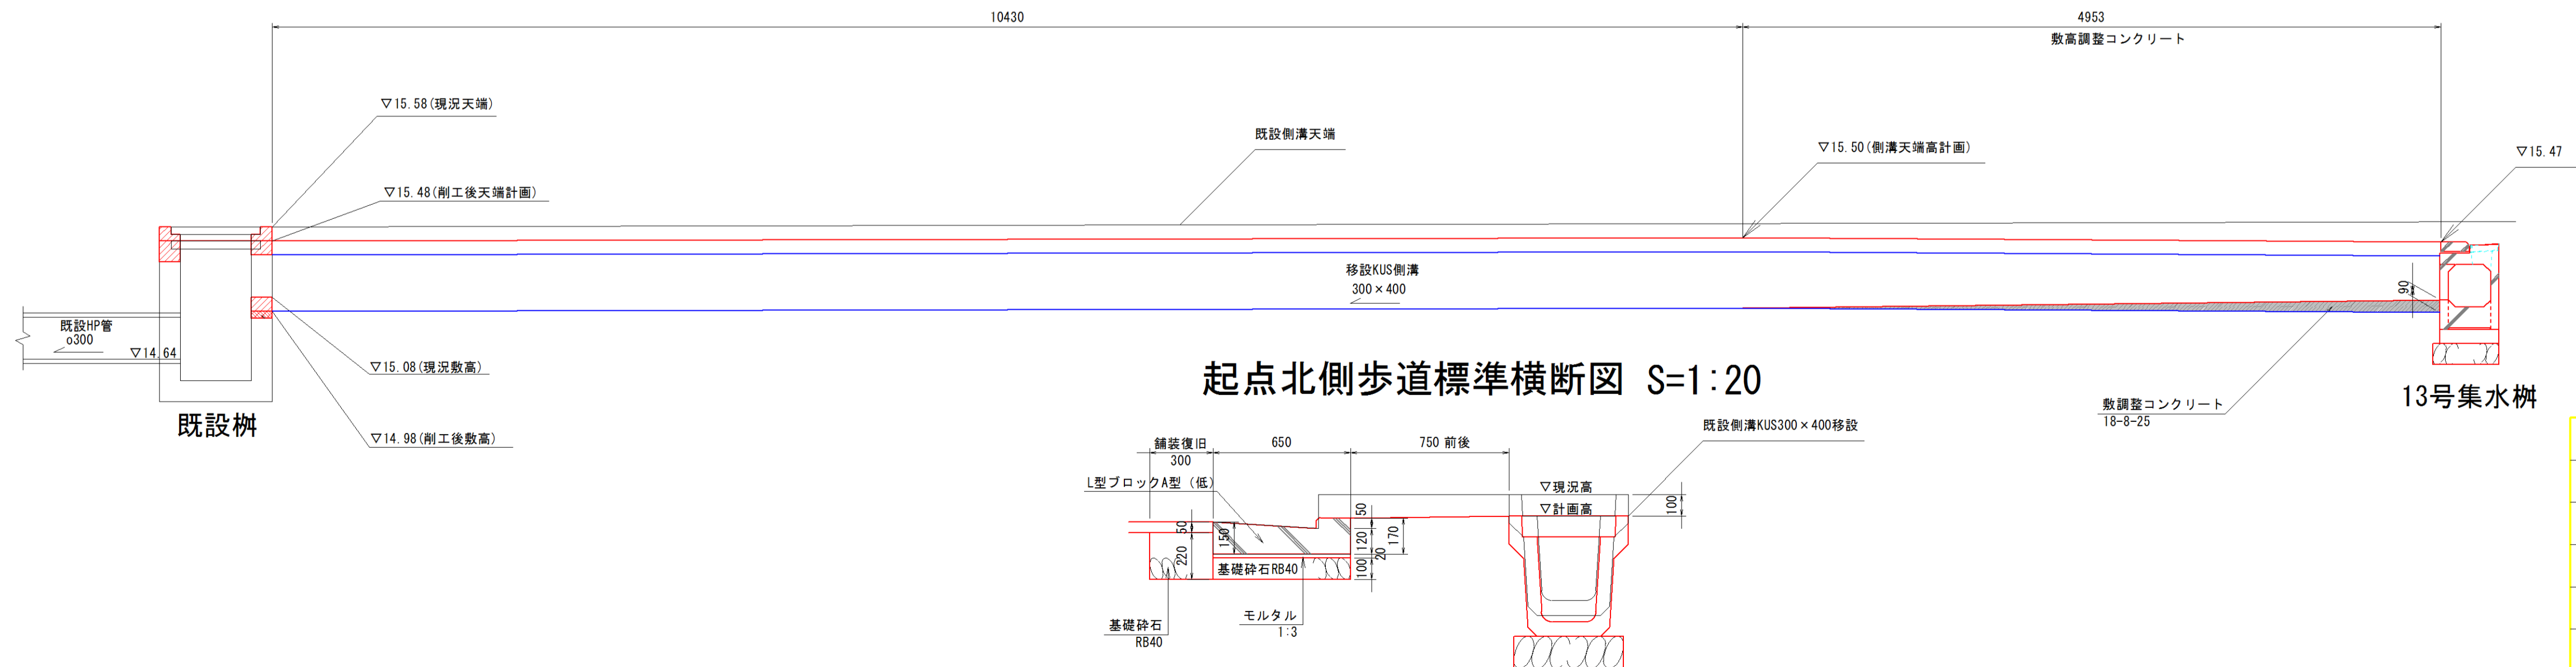 10430
4953
敷高調整コンクリート
▽15.58(現況天端)
既設側溝天端
▽15.50(側溝天端高計画)
▽15.47
▽15.48(削工後天端計画)
移設KUS側溝
300×400
90
既設HP管
o300
▽14.64
▽15.08(現況敷高)
▽14.98(削工後敷高)
既設桝
13号集水桝
敷調整コンクリート
18-8-25
起点北側歩道標準横断図 S=1:20
既設側溝KUS300×400移設
舗装復旧
300
650
750 前後
L型ブロックA型（低）
▽現況高
▽計画高
100
50
150
220
50
120
170
20
100
基礎砕石RB40
モルタル
1:3
基礎砕石
RB40